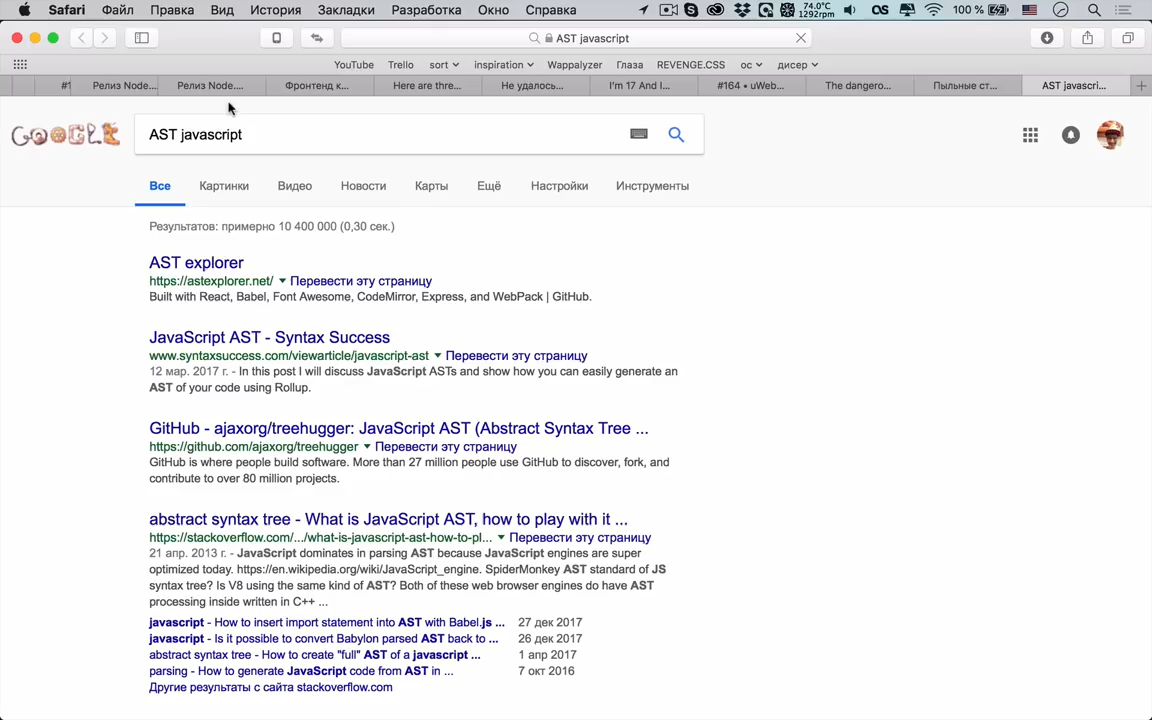 Safari Файл Правка Вид История Закладки Разработка Окно Справка 74.0°C 1292rpm 100 %
AST javascript
YouTube Trello sort inspiration Wappalyzer Глаза REVENGE.CSS ос дисер
#1 Релиз Node.... Релиз Node.... Фронтенд к... Here are thre... Не удалось... I'm 17 And I... #164 • uWeb... The dangero... Пыльные ст... AST javascri...
GOOGLE AST javascript
Все Картинки Видео Новости Карты Ещё Настройки Инструменты
Результатов: примерно 10 400 000 (0,30 сек.)
AST explorer
https://astexplorer.net/ Перевести эту страницу
Built with React, Babel, Font Awesome, CodeMirror, Express, and WebPack | GitHub.
JavaScript AST - Syntax Success
www.syntaxsuccess.com/viewarticle/javascript-ast Перевести эту страницу
12 мар. 2017 г. - In this post I will discuss JavaScript ASTs and show how you can easily generate an
AST of your code using Rollup.
GitHub - ajaxorg/treehugger: JavaScript AST (Abstract Syntax Tree ...
https://github.com/ajaxorg/treehugger Перевести эту страницу
GitHub is where people build software. More than 27 million people use GitHub to discover, fork, and
contribute to over 80 million projects.
abstract syntax tree - What is JavaScript AST, how to play with it ...
https://stackoverflow.com/.../what-is-javascript-ast-how-to-pl... Перевести эту страницу
21 апр. 2013 г. - JavaScript dominates in parsing AST because JavaScript engines are super
optimized today. https://en.wikipedia.org/wiki/JavaScript_engine. SpiderMonkey AST standard of JS
syntax tree? Is V8 using the same kind of AST? Both of these web browser engines do have AST
processing inside written in C++ ...
javascript - How to insert import statement into AST with Babel.js ... 27 дек 2017
javascript - Is it possible to convert Babylon parsed AST back to ... 26 дек 2017
abstract syntax tree - How to create "full" AST of a javascript ... 1 апр 2017
parsing - How to generate JavaScript code from AST in ... 7 окт 2016
Другие результаты с сайта stackoverflow.com